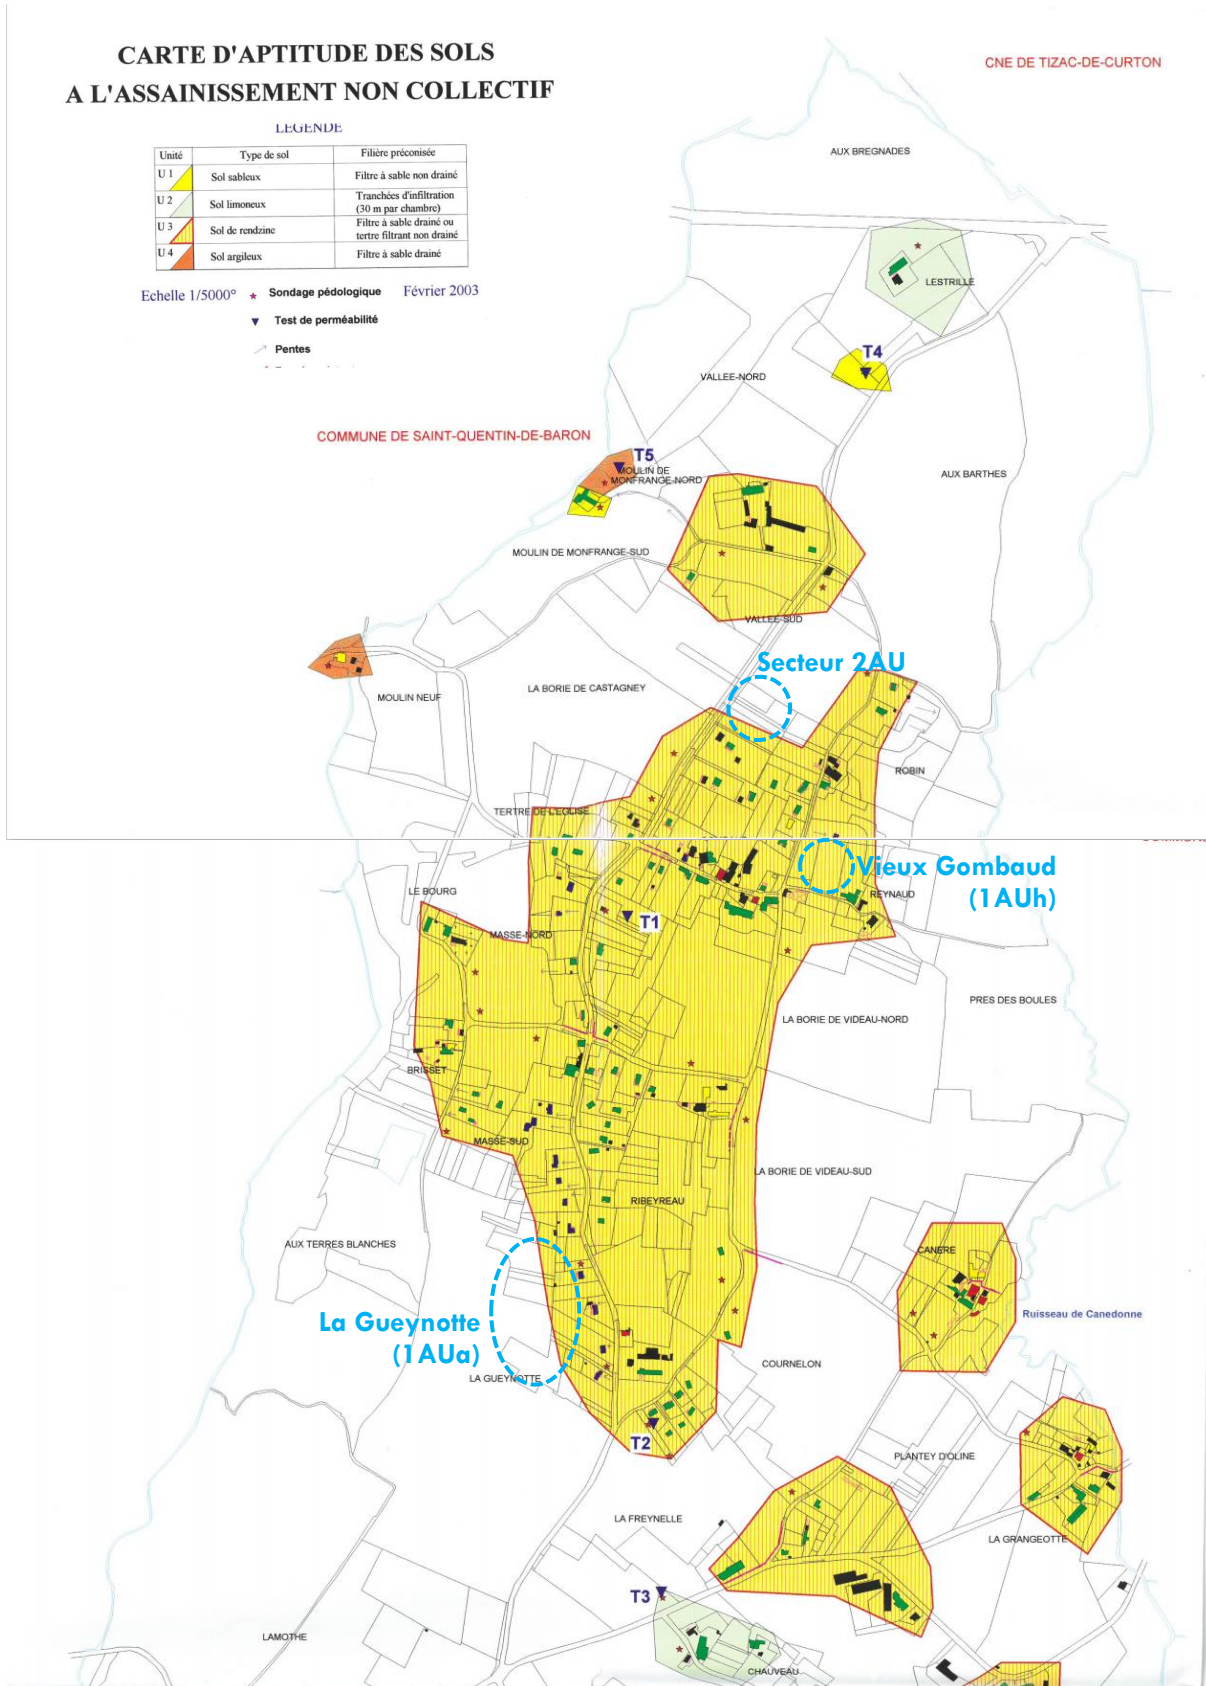 CARTE D'APTITUDE DES SOLS
A L'ASSAINISSEMENT NON COLLECTIF
CNE DE TIZAC-DE-CURTON
LEGENDE
Unité Type de sol Filière préconisée
U 1 Sol sableux Filtre à sable non drainé
U 2 Sol limoneux Tranchées d'infiltration
(30 m par chambre)
U 3 Sol de rendzine Filtre à sable drainé ou
tertre filtrant non drainé
U 4 Sol argileux Filtre à sable drainé
Echelle 1/5000° Sondage pédologique Février 2003
Test de perméabilité
Pentes
AUX BREGNADES
LESTRILLE
T4
VALLEE-NORD
COMMUNE DE SAINT-QUENTIN-DE-BARON
T5
MOULIN DE
MONFRANGE-NORD
AUX BARTHES
MOULIN DE MONFRANGE-SUD
VALLEE-SUD
Secteur 2AU
LA BORIE DE CASTAGNEY
MOULIN NEUF
ROBIN
TERTRE DE L'EGLISE
Vieux Gombaud
(1AUh)
LE BOURG
REYNAUD
T1
MASSE-NORD
PRES DES BOULES
LA BORIE DE VIDEAU-NORD
BRISSET
MASSE-SUD
LA BORIE DE VIDEAU-SUD
RIBEYREAU
AUX TERRES BLANCHES
CANERE
Ruisseau de Canedonne
La Gueynotte
(1AUa)
COURNELON
LA GUEYNOTTE
T2
PLANTEY D'OLINE
LA FREYNELLE
LA GRANGEOTTE
T3
LAMOTHE
CHAUVEAU